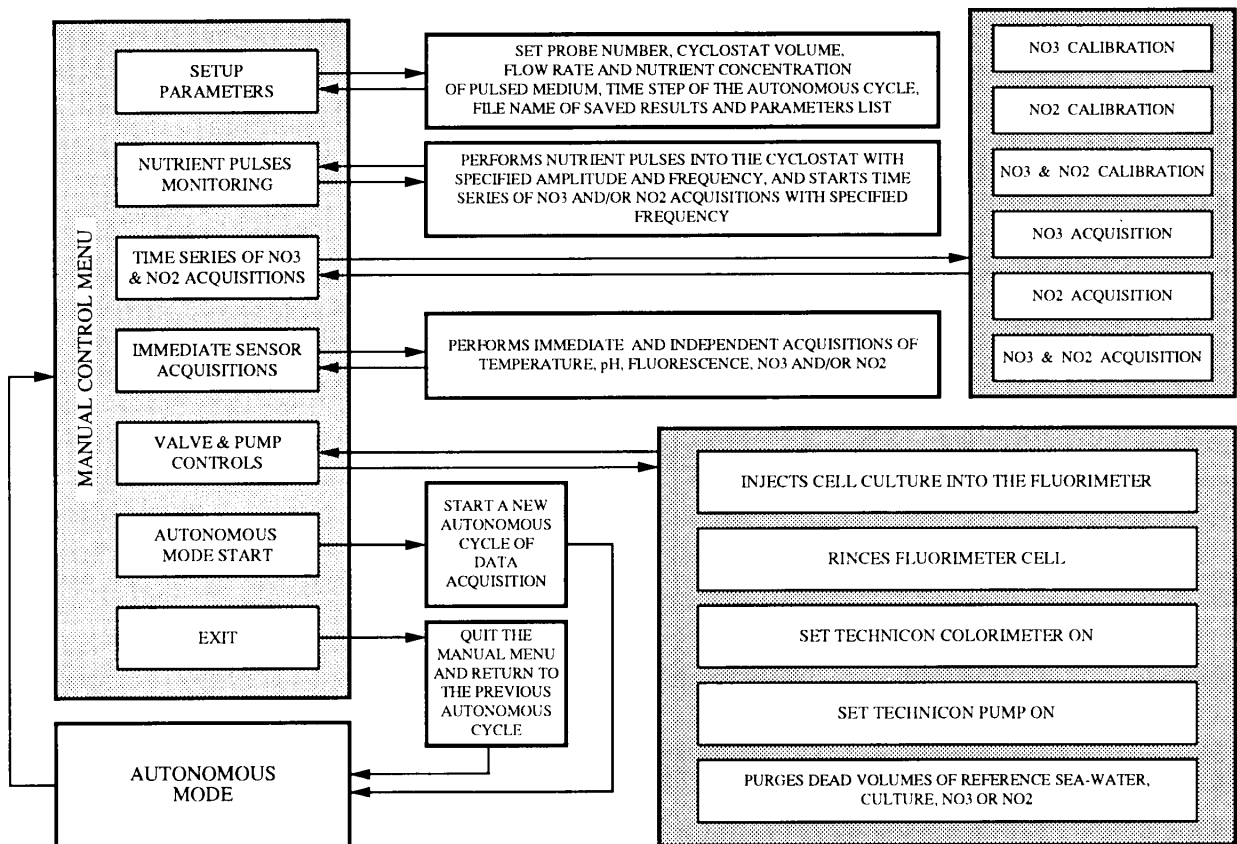 MANUAL CONTROL MENU
SETUP
PARAMETERS
SET PROBE NUMBER, CYCLOSTAT VOLUME,
FLOW RATE AND NUTRIENT CONCENTRATION
OF PULSED MEDIUM, TIME STEP OF THE AUTONOMOUS CYCLE,
FILE NAME OF SAVED RESULTS AND PARAMETERS LIST
NUTRIENT PULSES
MONITORING
PERFORMS NUTRIENT PULSES INTO THE CYCLOSTAT WITH
SPECIFIED AMPLITUDE AND FREQUENCY, AND STARTS TIME
SERIES OF NO3 AND/OR NO2 ACQUISITIONS WITH SPECIFIED
FREQUENCY
TIME SERIES OF NO3
& NO2 ACQUISITIONS
NO3 CALIBRATION
NO2 CALIBRATION
NO3 & NO2 CALIBRATION
NO3 ACQUISITION
NO2 ACQUISITION
NO3 & NO2 ACQUISITION
IMMEDIATE SENSOR
ACQUISITIONS
PERFORMS IMMEDIATE AND INDEPENDENT ACQUISITIONS OF
TEMPERATURE, pH, FLUORESCENCE, NO3 AND/OR NO2
VALVE & PUMP
CONTROLS
INJECTS CELL CULTURE INTO THE FLUORIMETER
RINCES FLUORIMETER CELL
SET TECHNICON COLORIMETER ON
SET TECHNICON PUMP ON
PURGES DEAD VOLUMES OF REFERENCE SEA-WATER,
CULTURE, NO3 OR NO2
AUTONOMOUS
MODE START
START A NEW
AUTONOMOUS
CYCLE OF
DATA
ACQUISITION
EXIT
QUIT THE
MANUAL MENU
AND RETURN TO
THE PREVIOUS
AUTONOMOUS
CYCLE
AUTONOMOUS
MODE